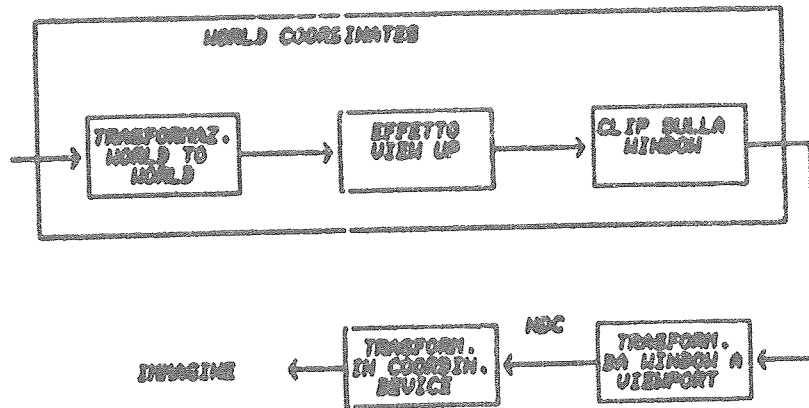 WORLD COORDINATES
TRASFORMAZ.
WORLD TO
WORLD
EFFETTO
VIEW UP
CLIP SULLA
WINDOW
IMMAGINE
TRASFORM.
IN COORDIN.
DEVICE
NDC
TRASFORM.
DA WINDOW A
VIEWPORT